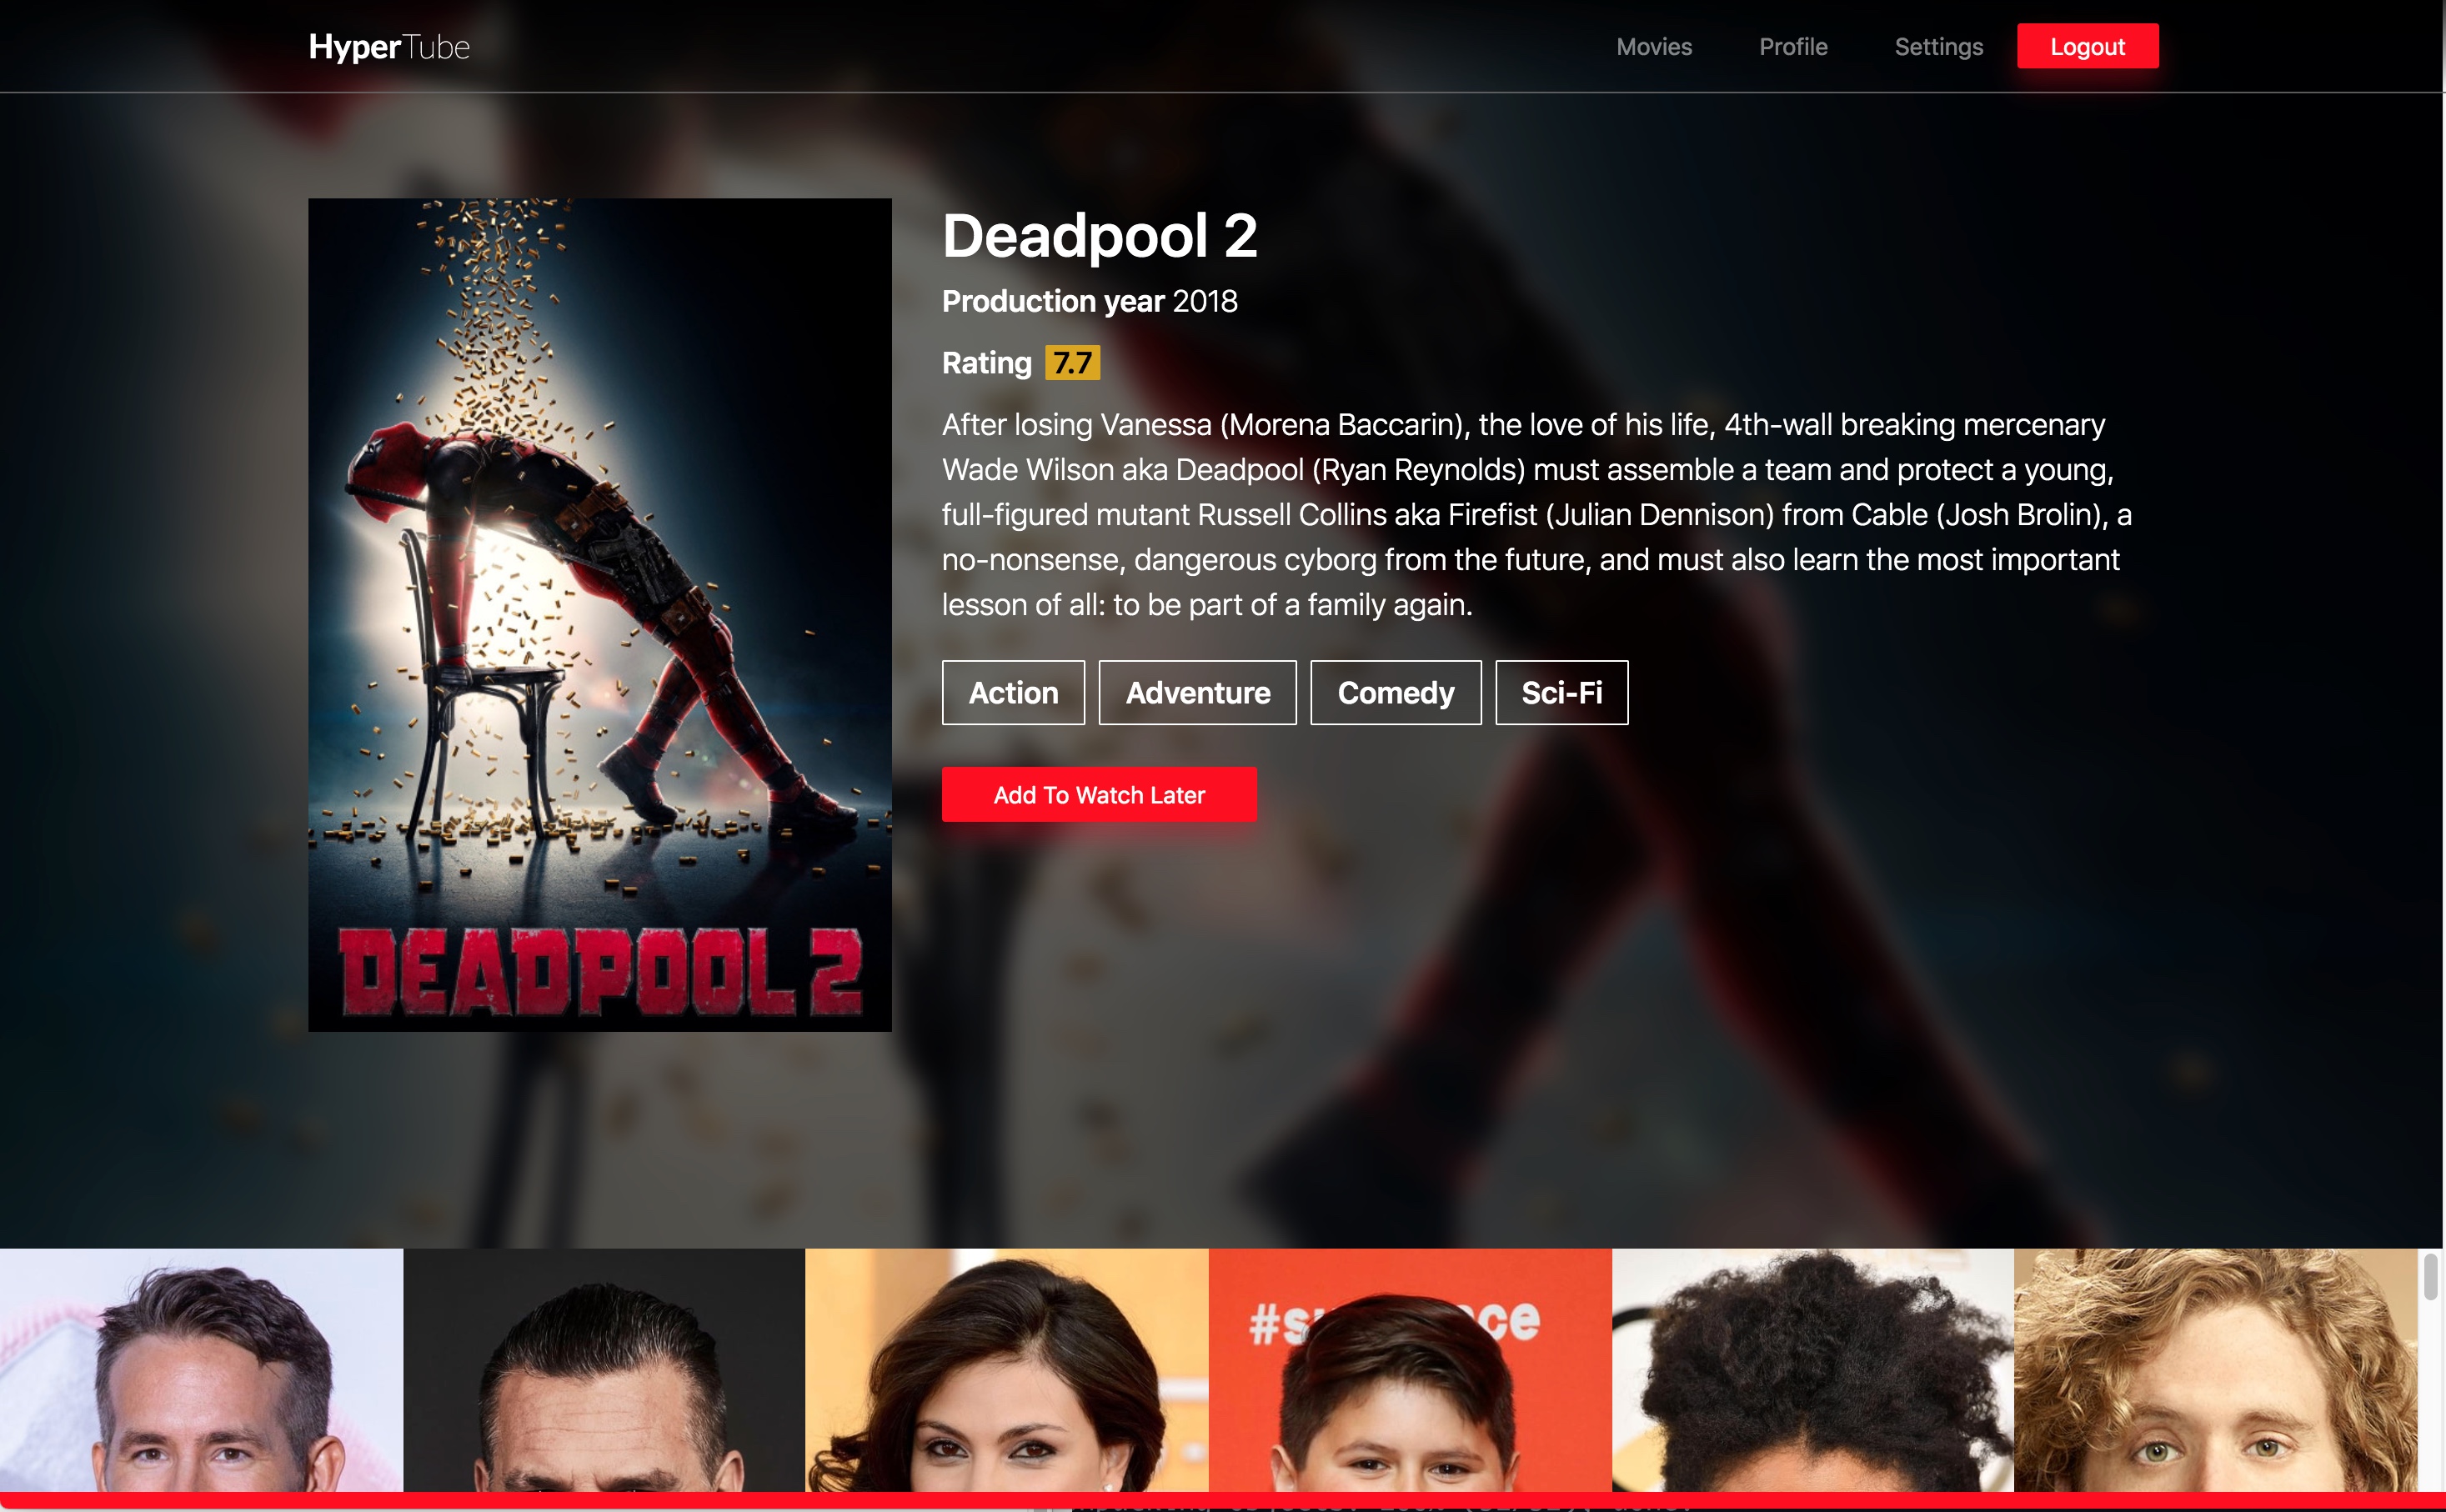 HyperTube
Movies Profile Settings Logout
Deadpool 2
Production year 2018
Rating 7.7
After losing Vanessa (Morena Baccarin), the love of his life, 4th-wall breaking mercenary
Wade Wilson aka Deadpool (Ryan Reynolds) must assemble a team and protect a young,
full-figured mutant Russell Collins aka Firefist (Julian Dennison) from Cable (Josh Brolin), a
no-nonsense, dangerous cyborg from the future, and must also learn the most important
lesson of all: to be part of a family again.
Action Adventure Comedy Sci-Fi
Add To Watch Later
DEADPOOL 2